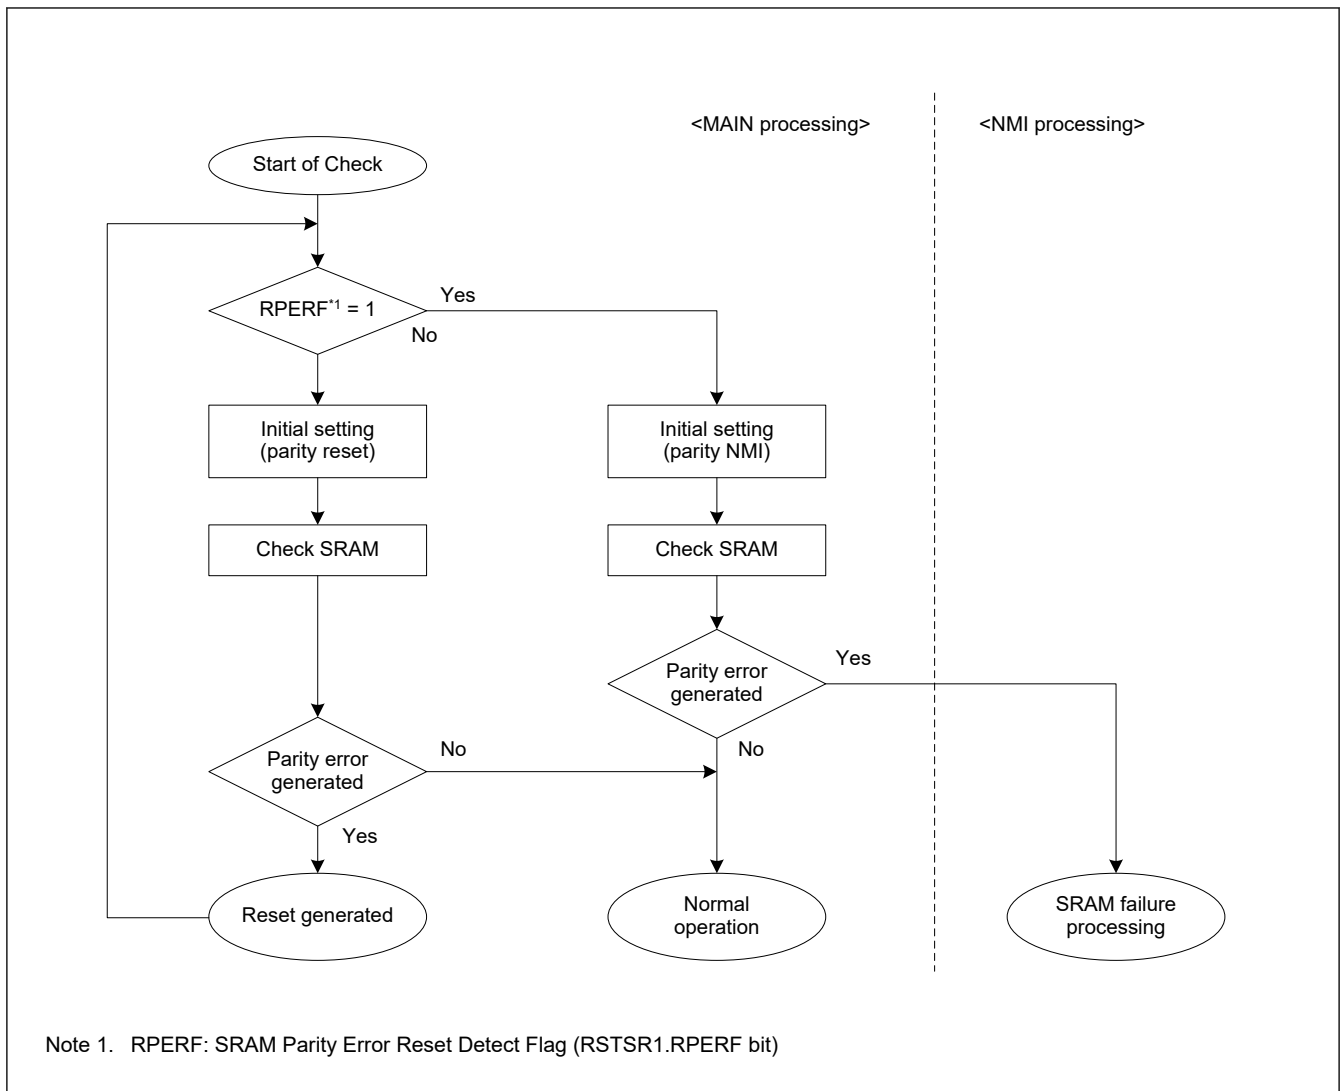 <MAIN processing>
<NMI processing>
Start of Check
RPERF*1 = 1
Yes
No
Initial setting
(parity reset)
Initial setting
(parity NMI)
Check SRAM
Check SRAM
Parity error
generated
Yes
No
Parity error
generated
No
Yes
Reset generated
Normal
operation
SRAM failure
processing
Note 1. RPERF: SRAM Parity Error Reset Detect Flag (RSTSR1.RPERF bit)